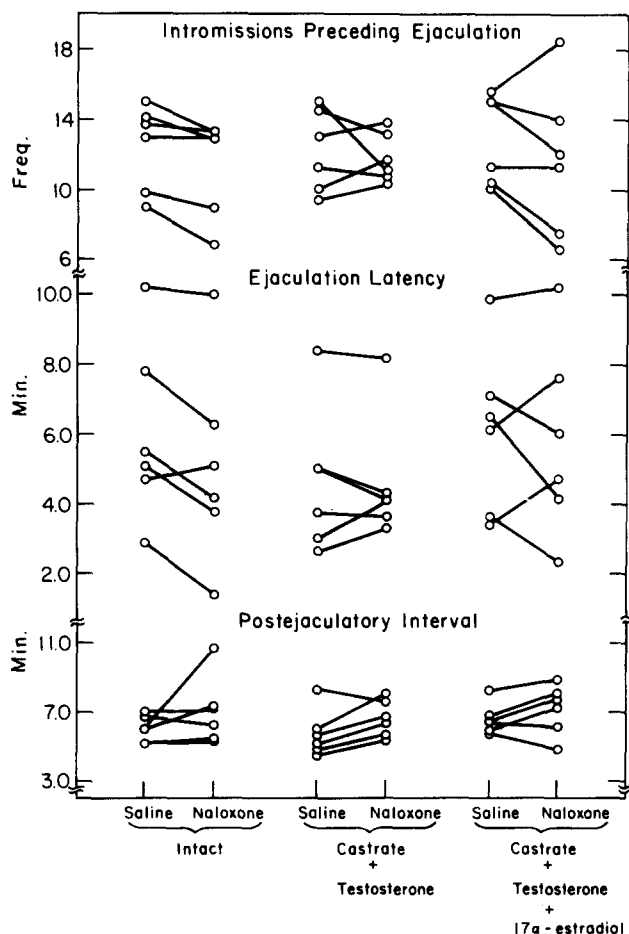 Intromissions Preceding Ejaculation
18
14
10
6
Freq.
Ejaculation Latency
10.0
8.0
6.0
4.0
2.0
Min.
Postejaculatory Interval
11.0
7.0
3.0
Min.
Saline Naloxone Saline Naloxone Saline Naloxone
Intact Castrate Castrate
+ +
Testosterone Testosterone
+
17α-estradiol